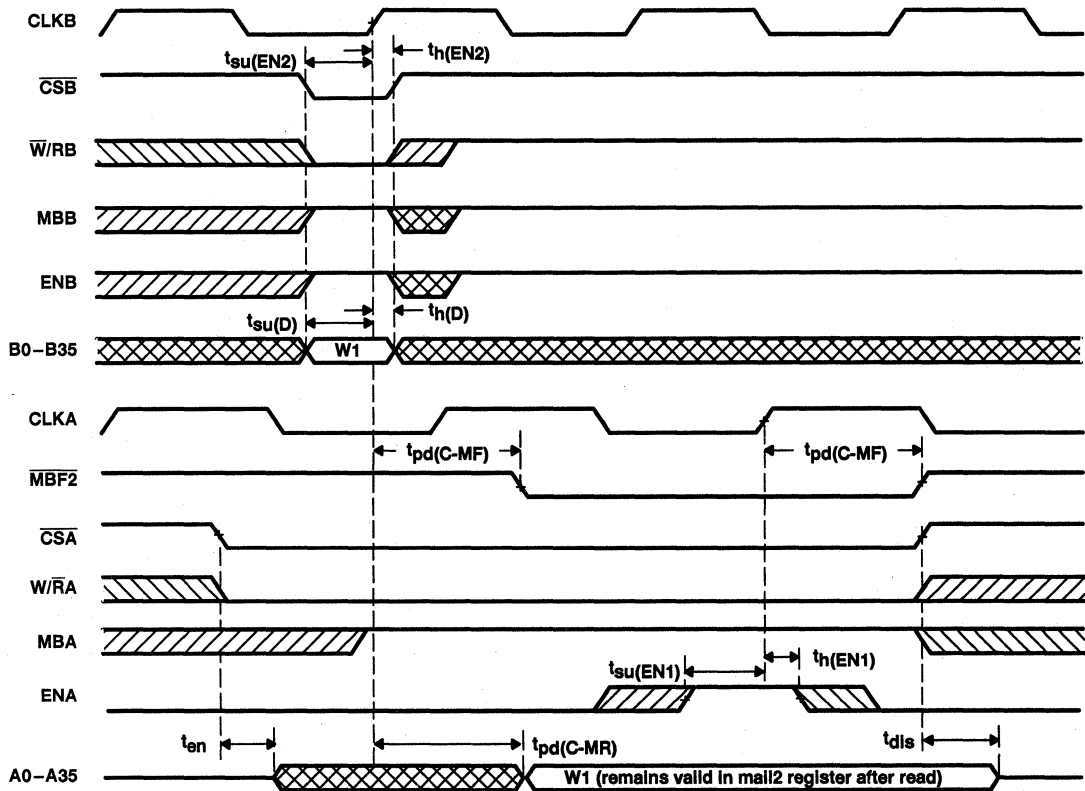 CLKB
tsu(EN2)
th(EN2)
CSB
W/RB
MBB
ENB
tsu(D)
th(D)
B0–B35
W1
CLKA
tpd(C-MF)
tpd(C-MF)
MBF2
CSA
W/RA
MBA
tsu(EN1)
th(EN1)
ENA
ten
tpd(C-MR)
tdis
A0–A35
W1 (remains valid in mail2 register after read)